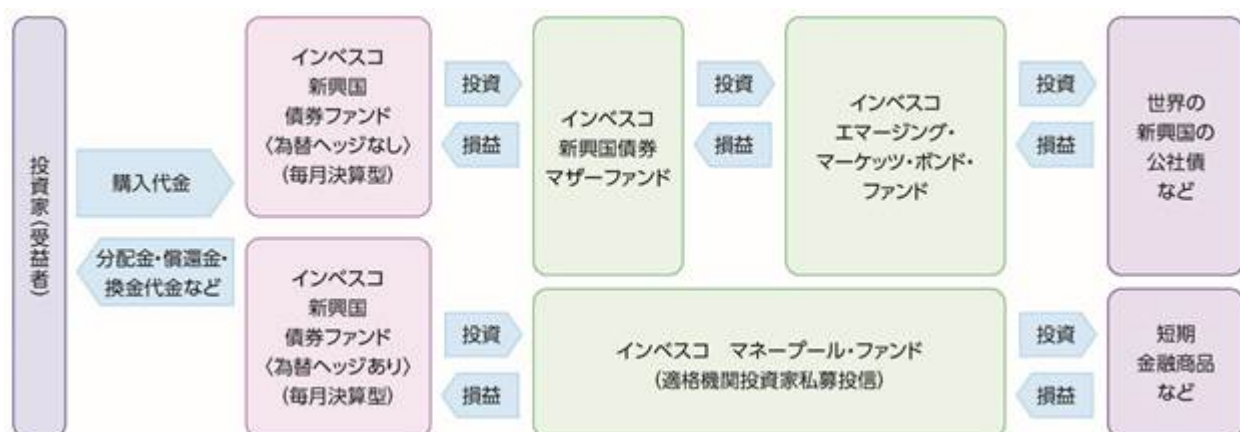 投資家(受益者)
購入代金
分配金・償還金・
換金代金など
インベスコ
新興国
債券ファンド
〈為替ヘッジなし〉
(毎月決算型)
インベスコ
新興国
債券ファンド
〈為替ヘッジあり〉
(毎月決算型)
投資
損益
インベスコ
新興国債券
マザーファンド
投資
損益
インベスコ
エマージング・
マーケッツ・ボンド・
ファンド
投資
損益
世界の
新興国の
公社債
など
投資
損益
インベスコ　マネープール・ファンド
(適格機関投資家私募投信)
投資
損益
短期
金融商品
など